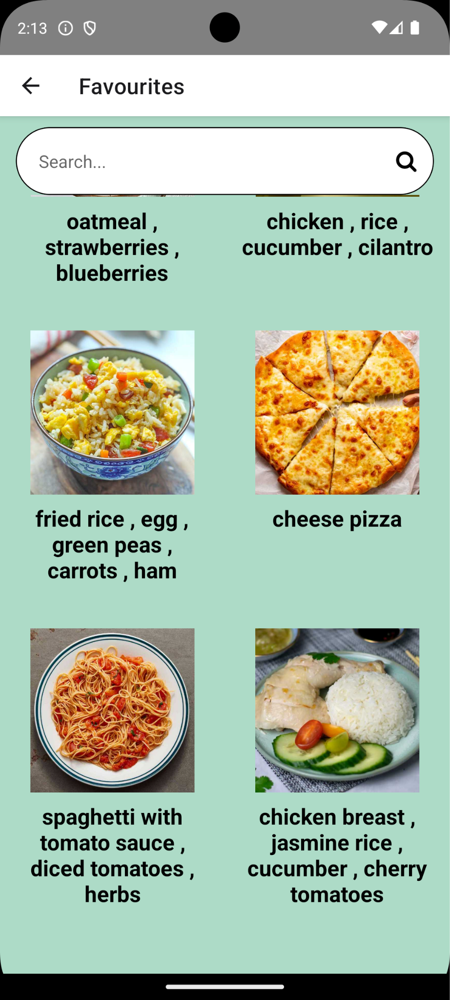 2:13
Favourites
Search...
oatmeal ,
strawberries ,
blueberries
chicken , rice ,
cucumber , cilantro
fried rice , egg ,
green peas ,
carrots , ham
cheese pizza
spaghetti with
tomato sauce ,
diced tomatoes ,
herbs
chicken breast ,
jasmine rice ,
cucumber , cherry
tomatoes